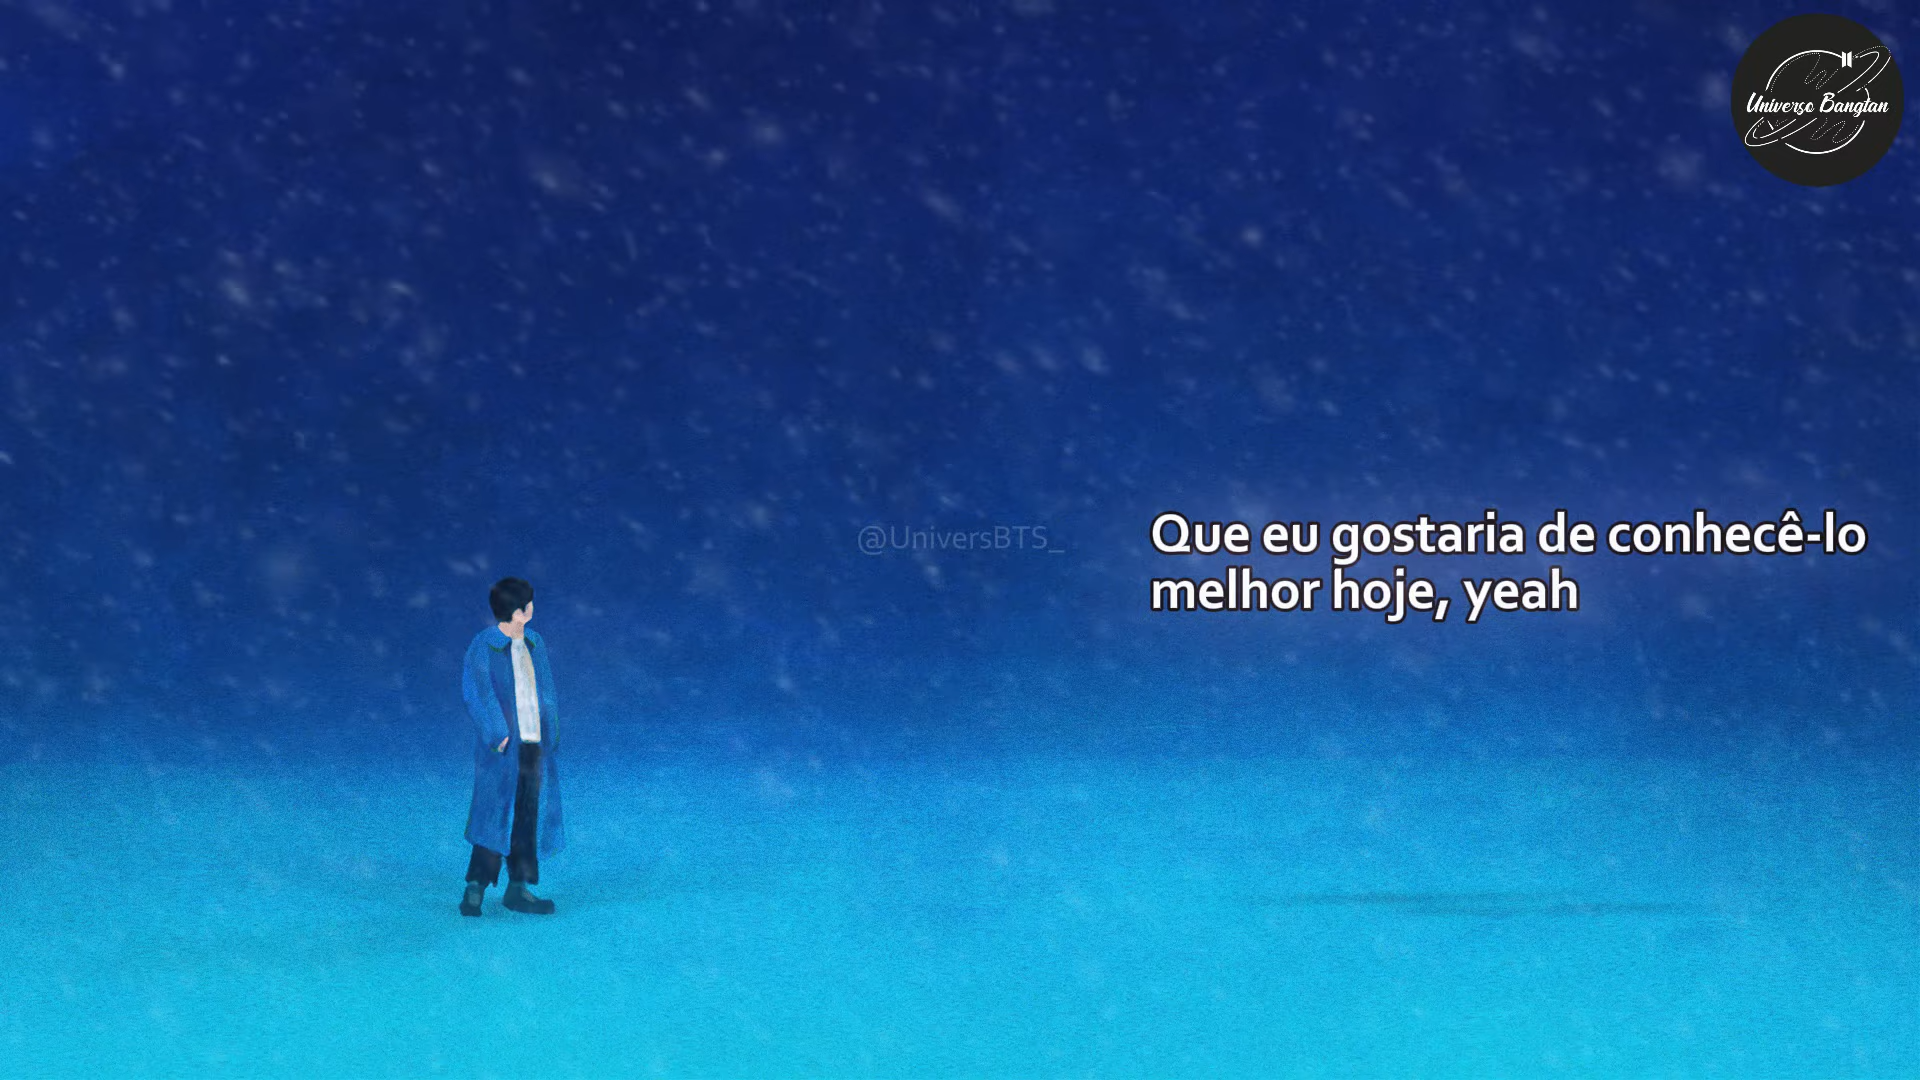 Universo Bangtan
@UniversBTS_
Que eu gostaria de conhecê-lo
melhor hoje, yeah